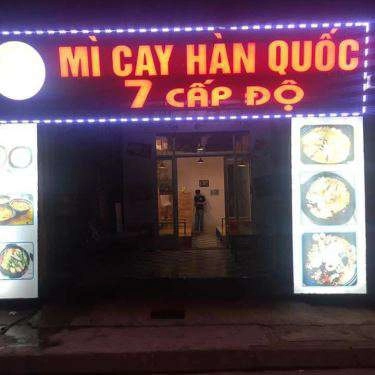 MÌ CAY HÀN QUỐC
7 CẤP ĐỘ